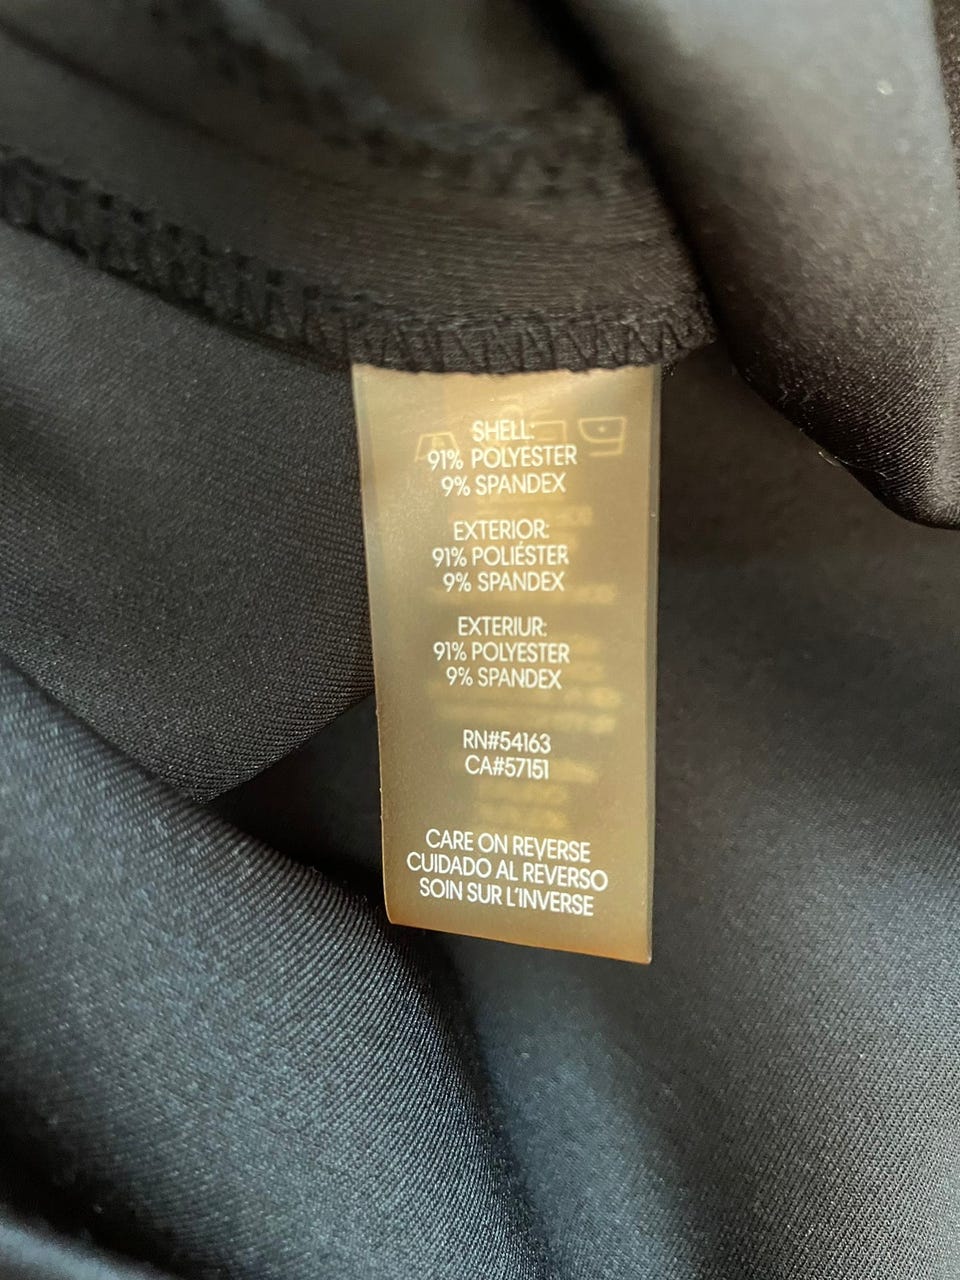 SHELL:
91% POLYESTER
9% SPANDEX
EXTERIOR:
91% POLIÉSTER
9% SPANDEX
EXTERIUR:
91% POLYESTER
9% SPANDEX
RN#54163
CA#57151
CARE ON REVERSE
CUIDADO AL REVERSO
SOIN SUR L'INVERSE